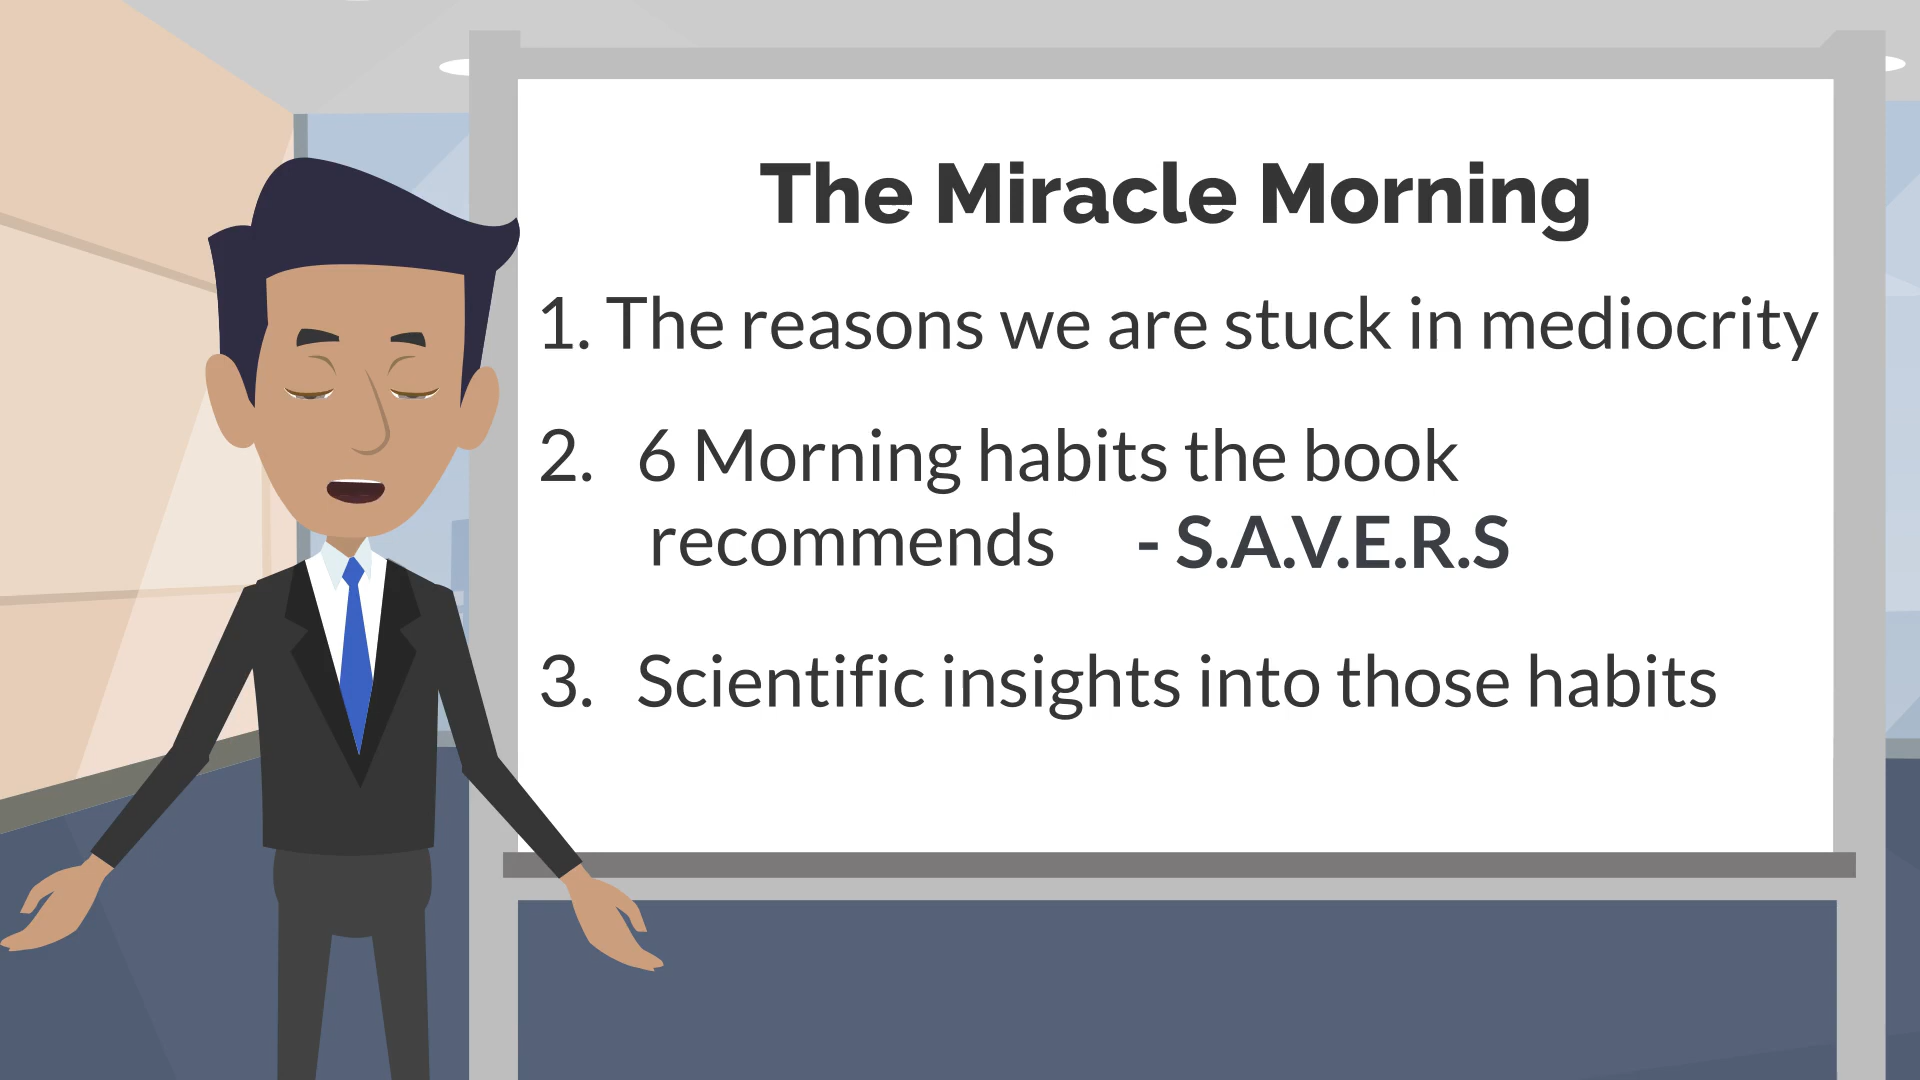 The Miracle Morning
1. The reasons we are stuck in mediocrity
2. 6 Morning habits the book
recommends - S.A.V.E.R.S
3. Scientific insights into those habits